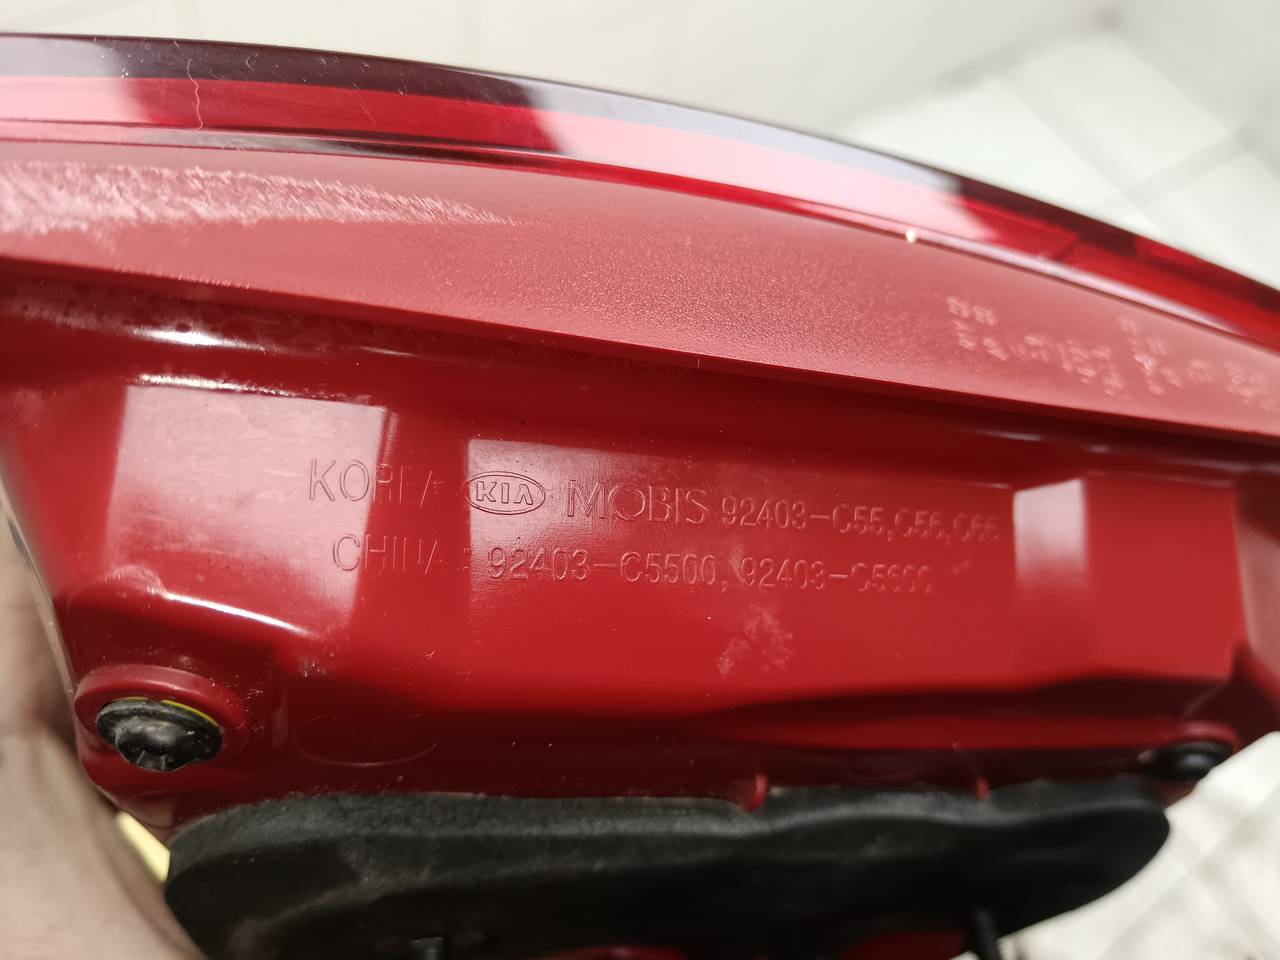 KOREA KIA MOBIS 92403-C55,C56,C66
CHINA : 92403-C5500, 92403-C5600